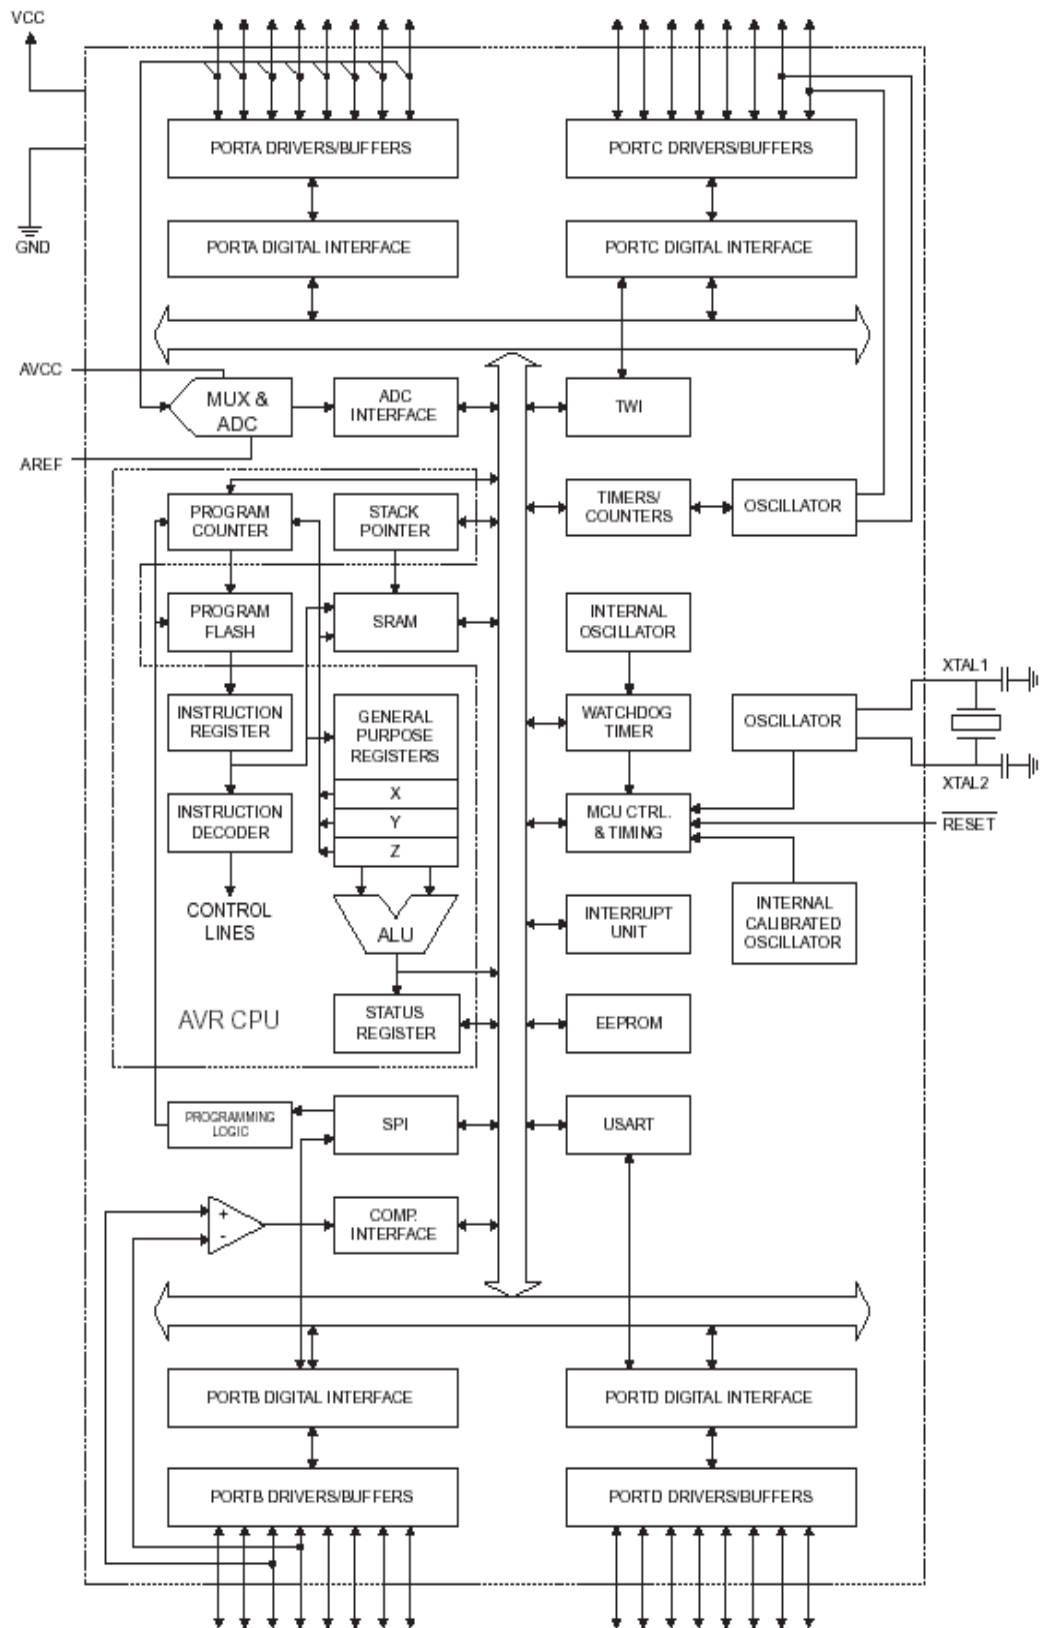 VCC
PORTA DRIVERS/BUFFERS
PORTC DRIVERS/BUFFERS
GND
PORTA DIGITAL INTERFACE
PORTC DIGITAL INTERFACE
AVCC
MUX &
ADC
ADC
INTERFACE
TWI
AREF
PROGRAM
COUNTER
STACK
POINTER
TIMERS/
COUNTERS
OSCILLATOR
PROGRAM
FLASH
SRAM
INTERNAL
OSCILLATOR
XTAL1
INSTRUCTION
REGISTER
GENERAL
PURPOSE
REGISTERS
WATCHDOG
TIMER
OSCILLATOR
XTAL2
X
INSTRUCTION
DECODER
Y
MCU CTRL.
& TIMING
RESET
Z
CONTROL
LINES
ALU
INTERRUPT
UNIT
INTERNAL
CALIBRATED
OSCILLATOR
AVR CPU
STATUS
REGISTER
EEPROM
PROGRAMMING
LOGIC
SPI
USART
+
-
COMP.
INTERFACE
PORTB DIGITAL INTERFACE
PORTD DIGITAL INTERFACE
PORTB DRIVERS/BUFFERS
PORTD DRIVERS/BUFFERS